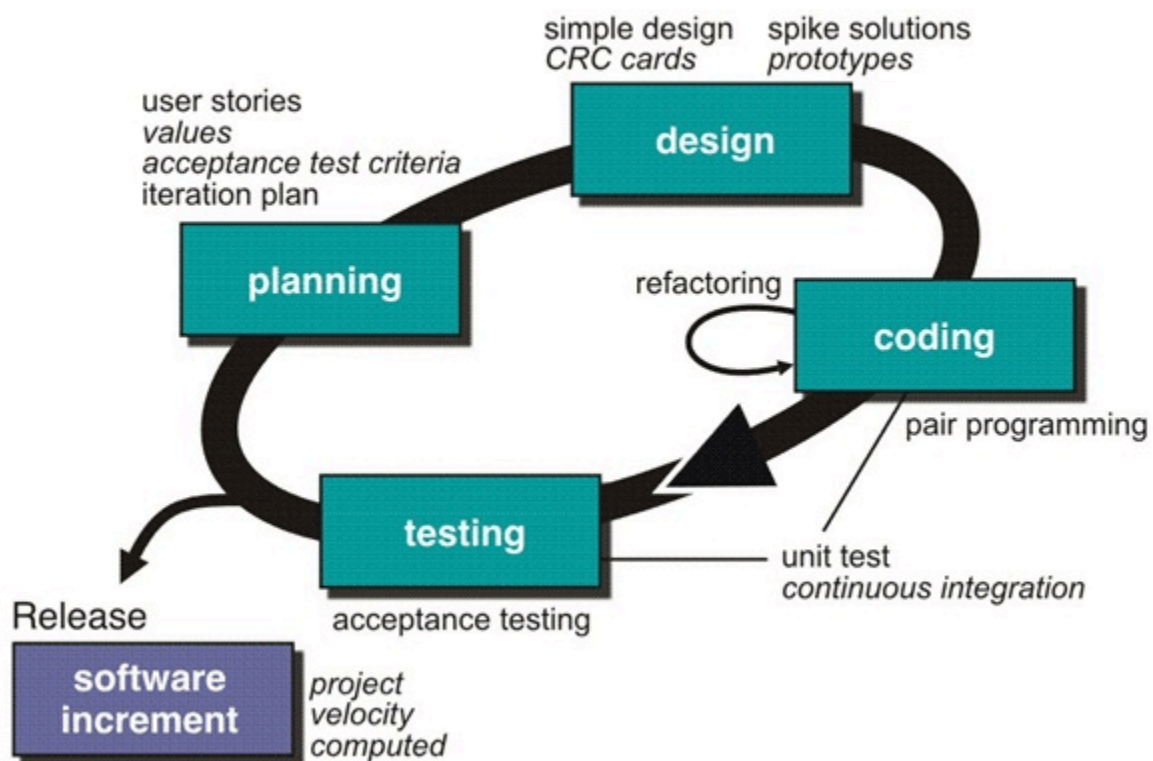 simple design
CRC cards
spike solutions
prototypes
design
user stories
values
acceptance test criteria
iteration plan
planning
refactoring
coding
pair programming
testing
unit test
continuous integration
acceptance testing
Release
software
increment
project
velocity
computed